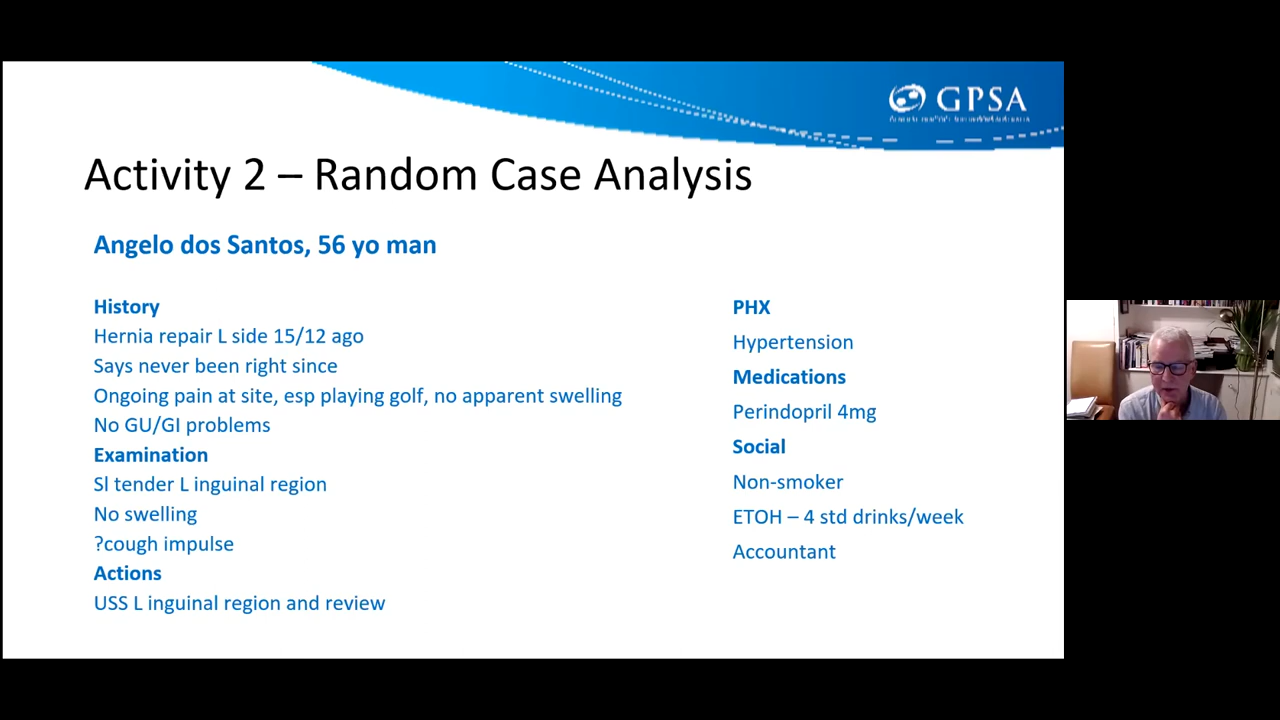 GPSA
Activity 2 – Random Case Analysis
Angelo dos Santos, 56 yo man
History
Hernia repair L side 15/12 ago
Says never been right since
Ongoing pain at site, esp playing golf, no apparent swelling
No GU/GI problems
Examination
Sl tender L inguinal region
No swelling
?cough impulse
Actions
USS L inguinal region and review
PHX
Hypertension
Medications
Perindopril 4mg
Social
Non-smoker
ETOH – 4 std drinks/week
Accountant